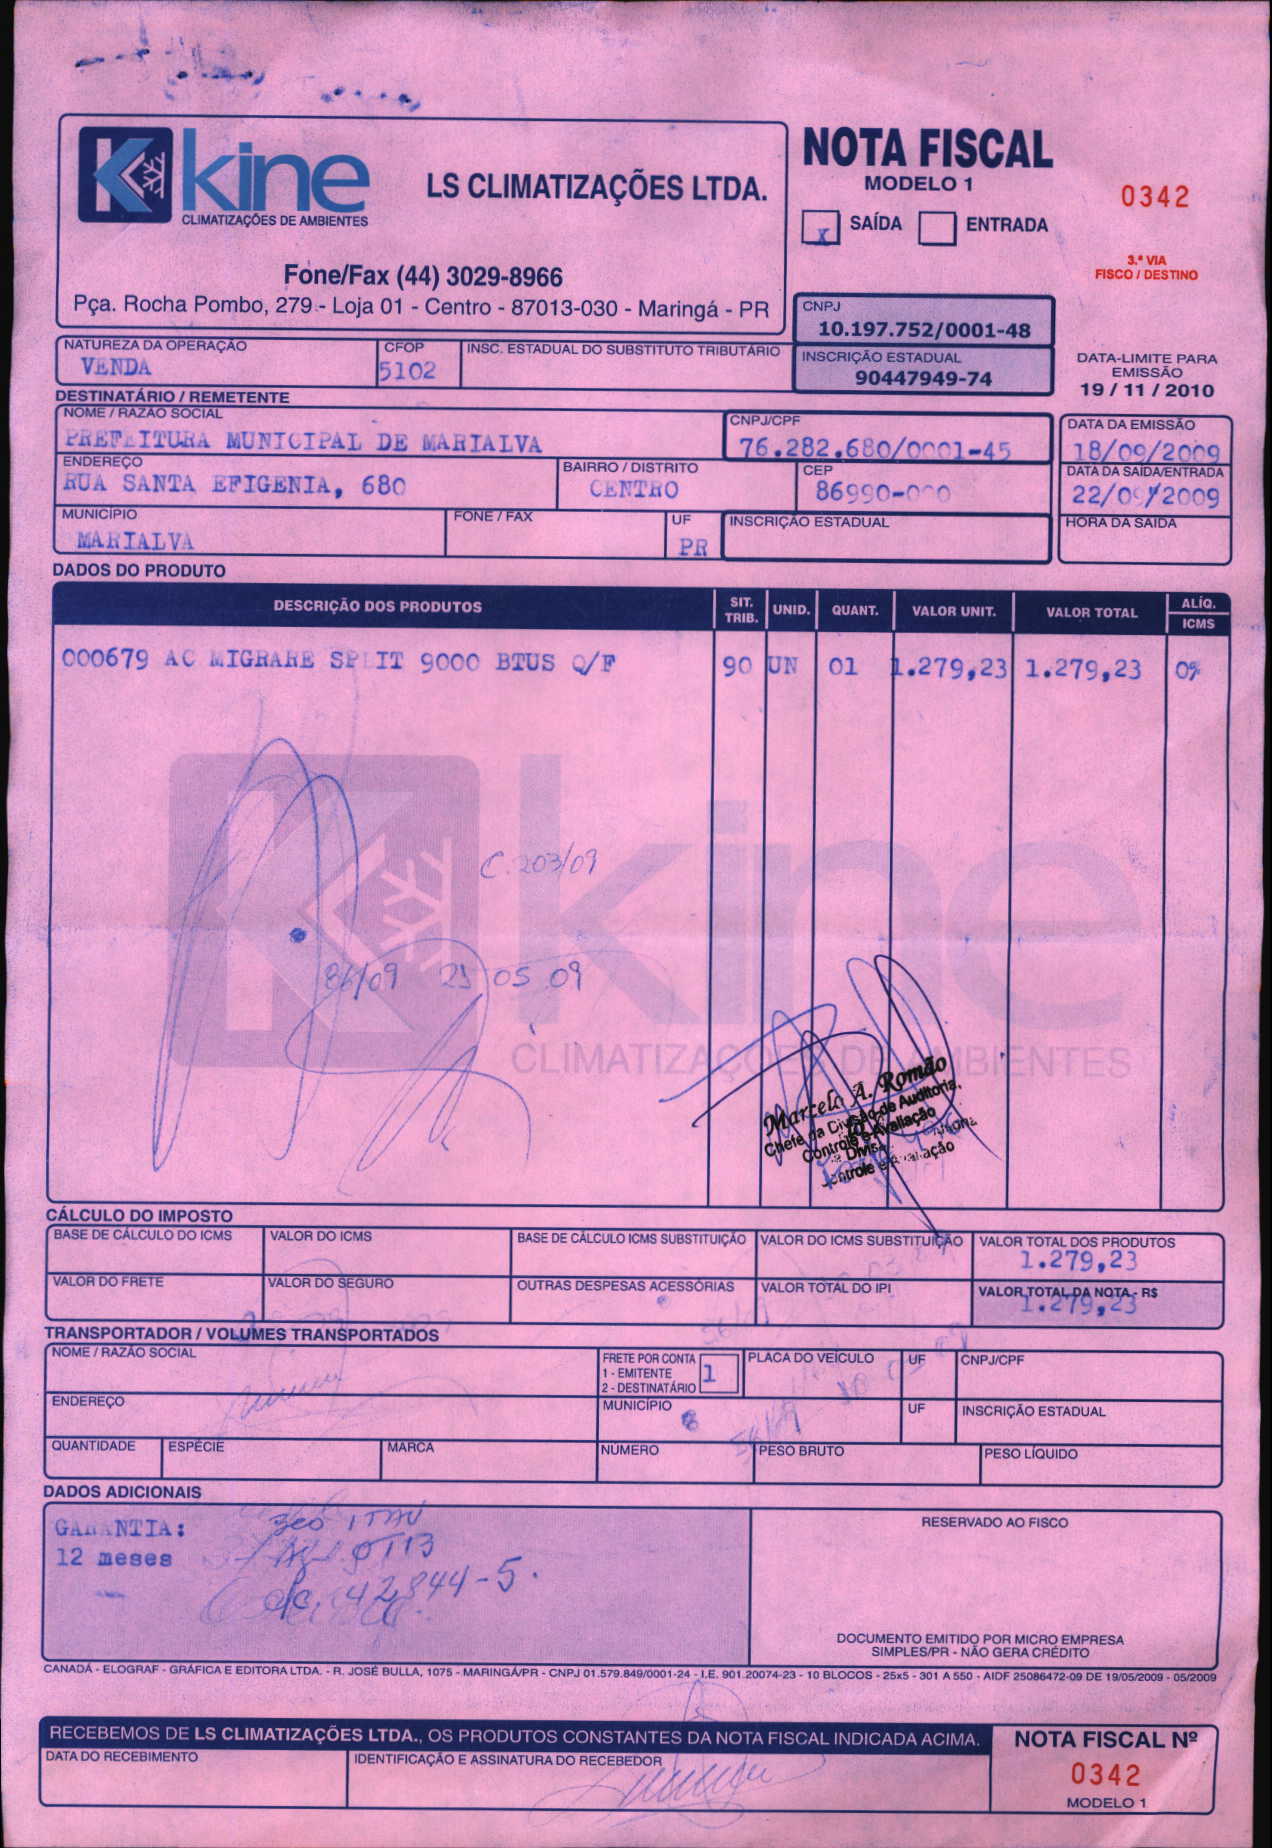 kine
CLIMATIZAÇÕES DE AMBIENTES
LS CLIMATIZAÇÕES LTDA.
Fone/Fax (44) 3029-8966
Pça. Rocha Pombo, 279 - Loja 01 - Centro - 87013-030 - Maringá - PR
NOTA FISCAL
MODELO 1
0342
X SAÍDA ENTRADA
3.ª VIA
FISCO / DESTINO
CNPJ
10.197.752/0001-48
NATUREZA DA OPERAÇÃO CFOP INSC. ESTADUAL DO SUBSTITUTO TRIBUTÁRIO INSCRIÇÃO ESTADUAL
VENDA 5102 90447949-74
DATA-LIMITE PARA
EMISSÃO
19 / 11 / 2010
DESTINATÁRIO / REMETENTE
NOME / RAZÃO SOCIAL CNPJ/CPF DATA DA EMISSÃO
PREFEITURA MUNICIPAL DE MARIALVA 76.282.680/0001-45 18/09/2009
ENDEREÇO BAIRRO / DISTRITO CEP DATA DA SAÍDA/ENTRADA
RUA SANTA EFIGENIA, 680 CENTRO 86990-000 22/09/2009
MUNICÍPIO FONE / FAX UF INSCRIÇÃO ESTADUAL HORA DA SAÍDA
MARIALVA PR
DADOS DO PRODUTO
DESCRIÇÃO DOS PRODUTOS SIT. TRIB. UNID. QUANT. VALOR UNIT. VALOR TOTAL ALÍQ. ICMS
000679 AC MIGRARE SPLIT 9000 BTUS Q/F 90 UN 01 1.279,23 1.279,23 0%
kine
C. 203/09
86/09 25 05 09
CLIMATIZAÇÕES DE AMBIENTES
Marcelo A. Romão
Chefe da Divisão de Auditoria,
Controle e Avaliação
CÁLCULO DO IMPOSTO
BASE DE CÁLCULO DO ICMS VALOR DO ICMS BASE DE CÁLCULO ICMS SUBSTITUIÇÃO VALOR DO ICMS SUBSTITUIÇÃO VALOR TOTAL DOS PRODUTOS
1.279,23
VALOR DO FRETE VALOR DO SEGURO OUTRAS DESPESAS ACESSÓRIAS VALOR TOTAL DO IPI VALOR TOTAL DA NOTA - R$
1.279,23
TRANSPORTADOR / VOLUMES TRANSPORTADOS
NOME / RAZÃO SOCIAL FRETE POR CONTA PLACA DO VEÍCULO UF CNPJ/CPF
1 - EMITENTE 1
2 - DESTINATÁRIO
ENDEREÇO MUNICÍPIO UF INSCRIÇÃO ESTADUAL
QUANTIDADE ESPÉCIE MARCA NÚMERO PESO BRUTO PESO LÍQUIDO
DADOS ADICIONAIS
GARANTIA:
12 meses
ITAU
c/c. 42844-5.
RESERVADO AO FISCO
DOCUMENTO EMITIDO POR MICRO EMPRESA
SIMPLES/PR - NÃO GERA CRÉDITO
CANADÁ - ELOGRAF - GRÁFICA E EDITORA LTDA. - R. JOSÉ BULLA, 1075 - MARINGÁ/PR - CNPJ 01.579.849/0001-24 - I.E. 901.20074-23 - 10 BLOCOS - 25x5 - 301 A 550 - AIDF 25086472-09 DE 19/05/2009 - 05/2009
RECEBEMOS DE LS CLIMATIZAÇÕES LTDA., OS PRODUTOS CONSTANTES DA NOTA FISCAL INDICADA ACIMA.
DATA DO RECEBIMENTO IDENTIFICAÇÃO E ASSINATURA DO RECEBEDOR
NOTA FISCAL Nº
0342
MODELO 1